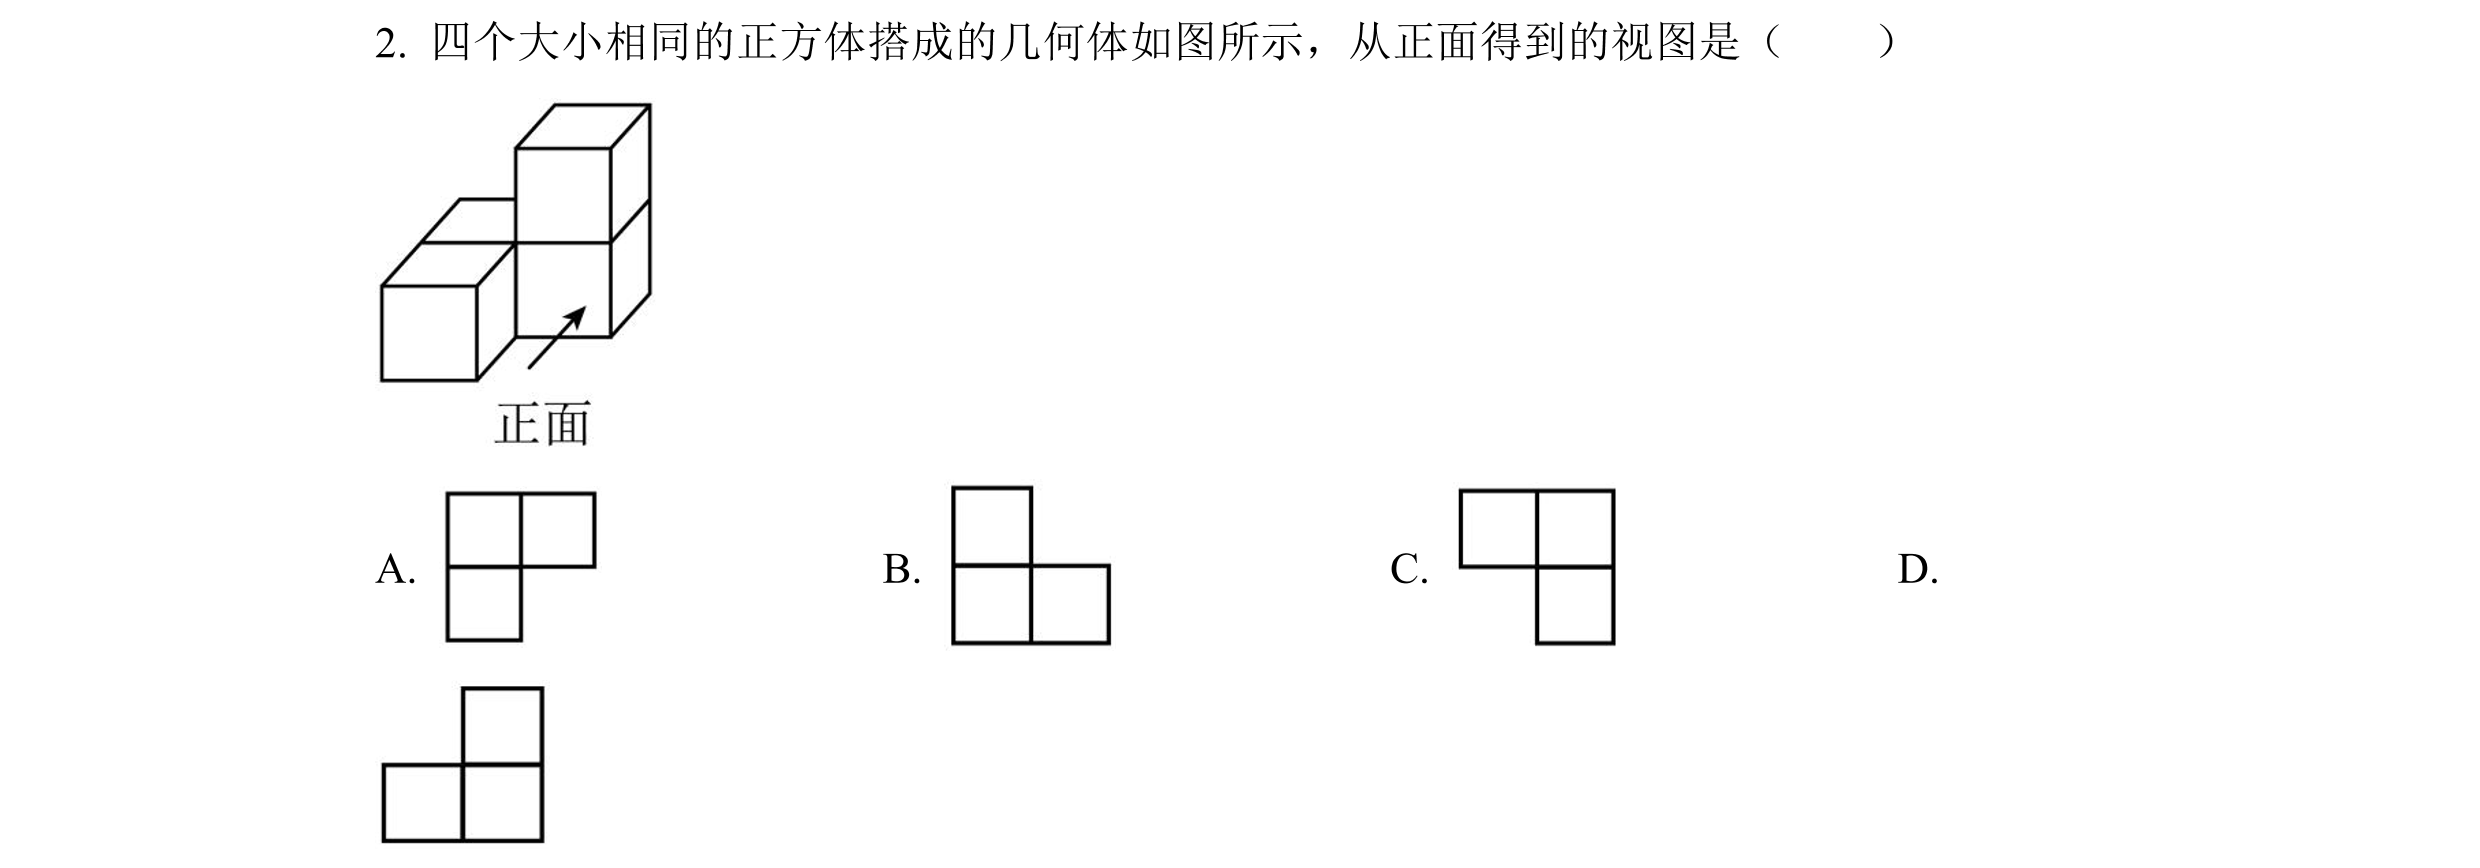 2. 四个大小相同的正方体搭成的几何体如图所示，从正面得到的视图是（　　）
正面
A. B. C. D.